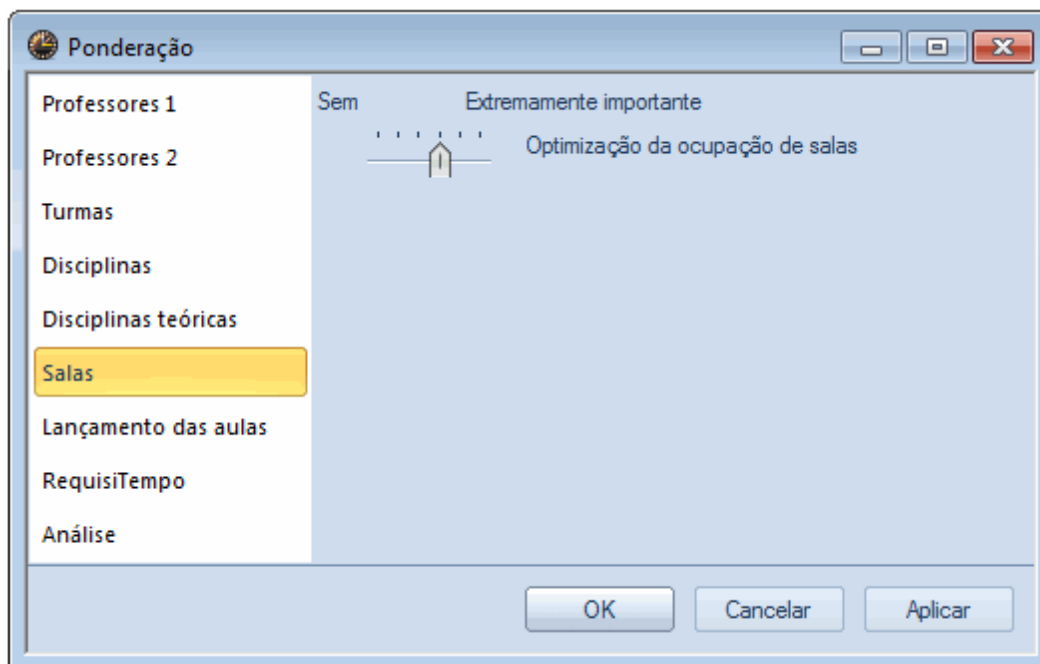 Ponderação
Professores 1
Professores 2
Turmas
Disciplinas
Disciplinas teóricas
Salas
Lançamento das aulas
RequisiTempo
Análise
Sem Extremamente importante
Optimização da ocupação de salas
OK Cancelar Aplicar